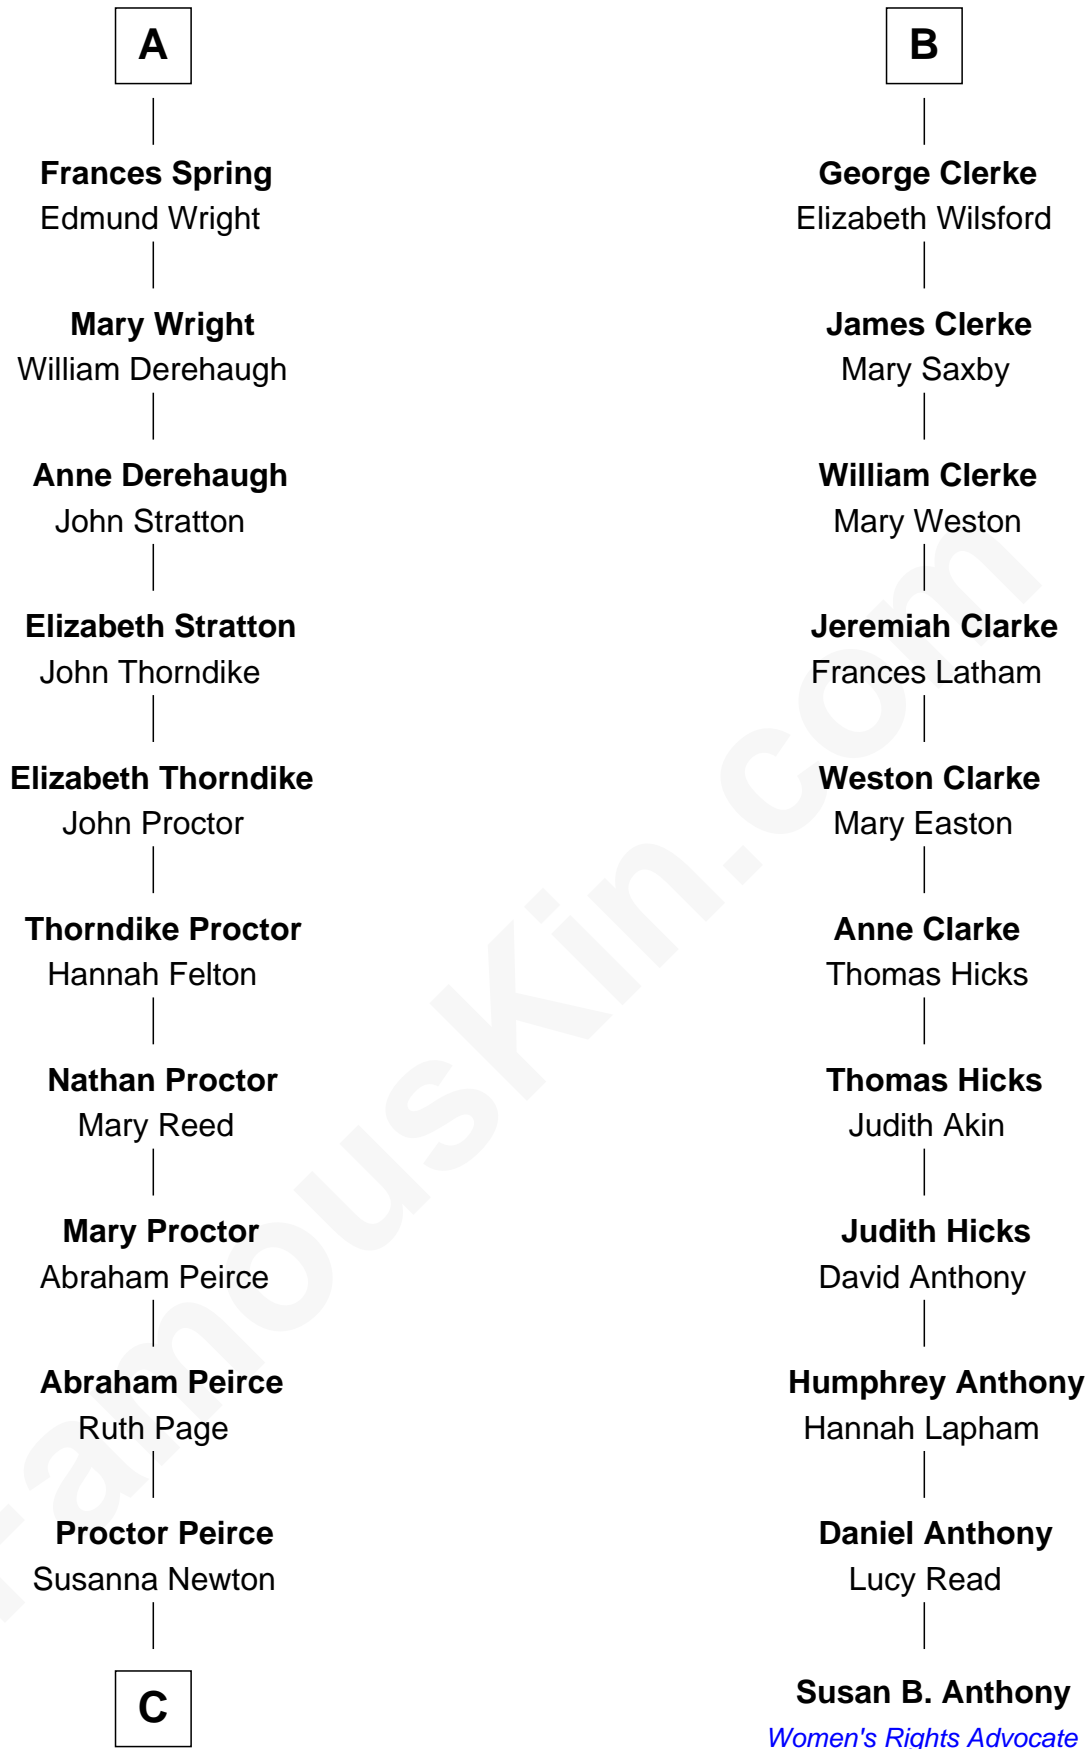 A
Frances Spring
Edmund Wright
Mary Wright
William Derehaugh
Anne Derehaugh
John Stratton
Elizabeth Stratton
John Thorndike
Elizabeth Thorndike
John Proctor
Thorndike Proctor
Hannah Felton
Nathan Proctor
Mary Reed
Mary Proctor
Abraham Peirce
Abraham Peirce
Ruth Page
Proctor Peirce
Susanna Newton
C
B
George Clerke
Elizabeth Wilsford
James Clerke
Mary Saxby
William Clerke
Mary Weston
Jeremiah Clarke
Frances Latham
Weston Clarke
Mary Easton
Anne Clarke
Thomas Hicks
Thomas Hicks
Judith Akin
Judith Hicks
David Anthony
Humphrey Anthony
Hannah Lapham
Daniel Anthony
Lucy Read
Susan B. Anthony
Women's Rights Advocate
FamousKin.com